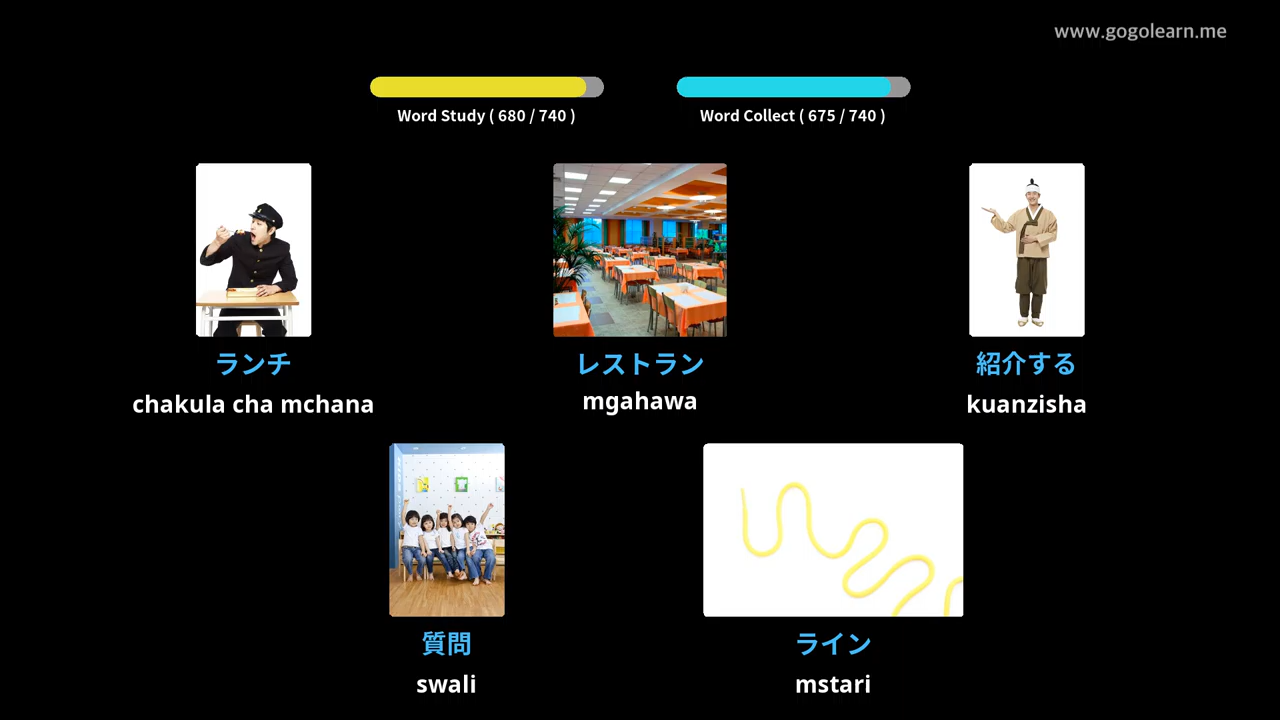 www.gogolearn.me
Word Study ( 680 / 740 )
Word Collect ( 675 / 740 )
ランチ
chakula cha mchana
レストラン
mgahawa
紹介する
kuanzisha
質問
swali
ライン
mstari